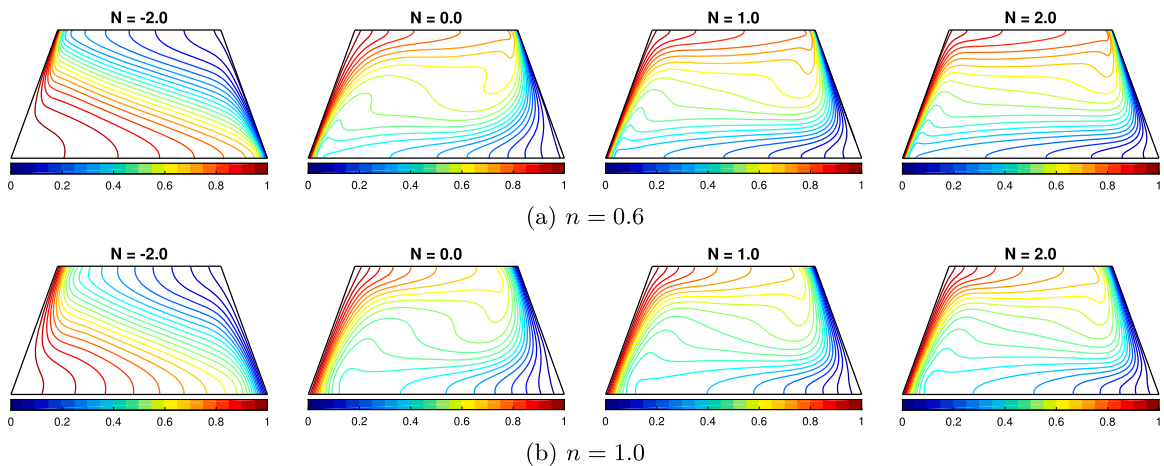 N = -2.0 N = 0.0 N = 1.0 N = 2.0
0 0.2 0.4 0.6 0.8 1 0 0.2 0.4 0.6 0.8 1 0 0.2 0.4 0.6 0.8 1 0 0.2 0.4 0.6 0.8 1
(a) n = 0.6
N = -2.0 N = 0.0 N = 1.0 N = 2.0
0 0.2 0.4 0.6 0.8 1 0 0.2 0.4 0.6 0.8 1 0 0.2 0.4 0.6 0.8 1 0 0.2 0.4 0.6 0.8 1
(b) n = 1.0